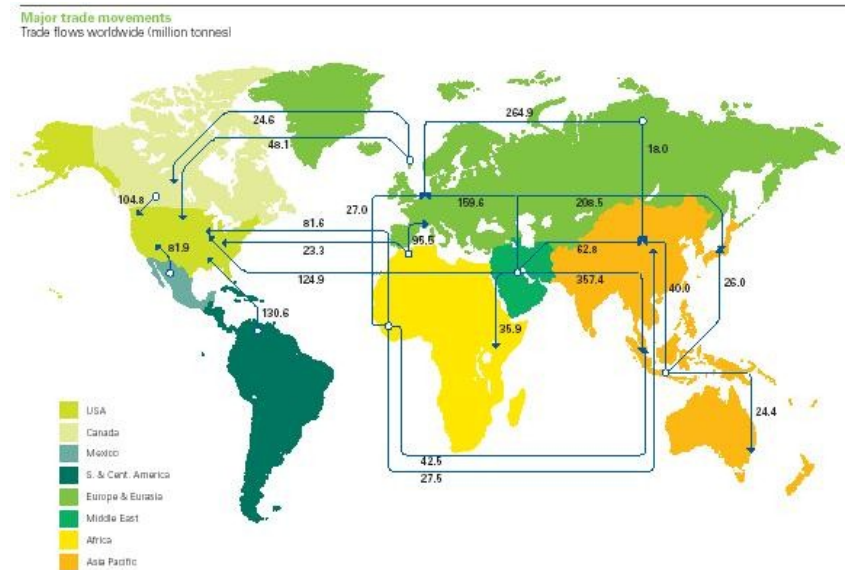 Major trade movements
Trade flows worldwide (million tonnes)
24.6
264.9
48.1
18.0
104.8
27.0
159.6
208.5
81.6
81.9
23.3
95.5
62.8
124.9
357.4
40.0
26.0
130.6
35.9
24.4
42.5
27.5
USA
Canada
Mexico
S. & Cent. America
Europe & Eurasia
Middle East
Africa
Asia Pacific